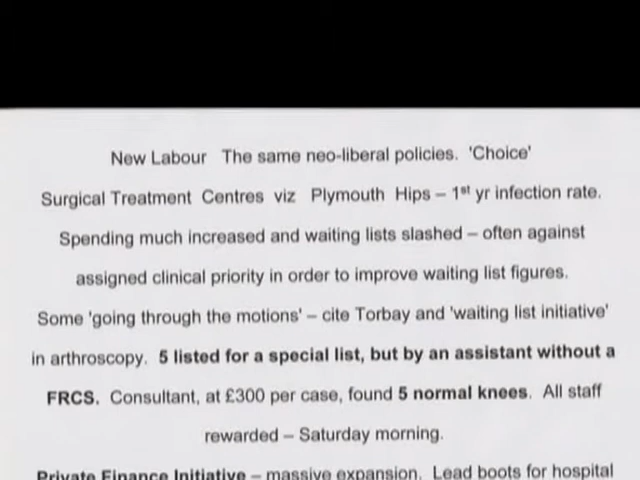 New Labour The same neo-liberal policies. 'Choice'
Surgical Treatment Centres viz Plymouth Hips – 1st yr infection rate.
Spending much increased and waiting lists slashed – often against
assigned clinical priority in order to improve waiting list figures.
Some 'going through the motions' – cite Torbay and 'waiting list initiative'
in arthroscopy. 5 listed for a special list, but by an assistant without a
FRCS. Consultant, at £300 per case, found 5 normal knees. All staff
rewarded – Saturday morning.
Private Finance Initiative – massive expansion. Lead boots for hospital